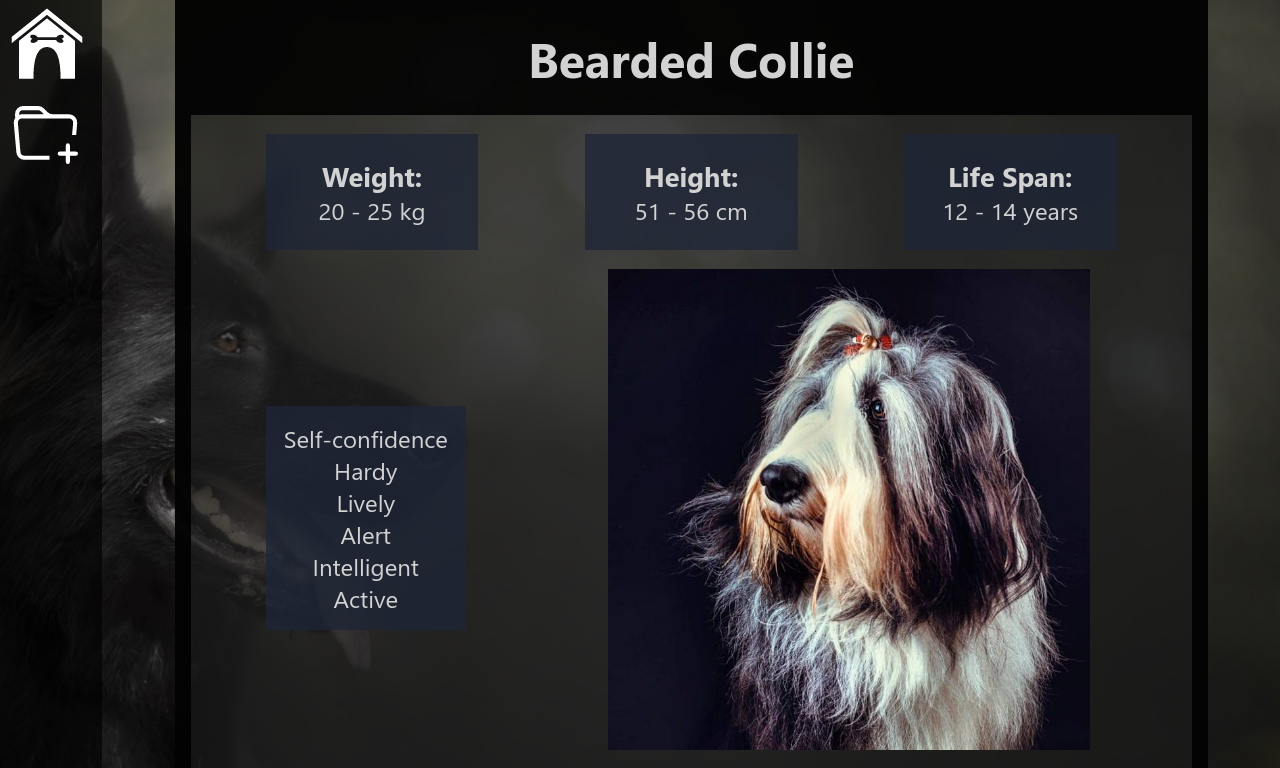 Bearded Collie
Weight:
20 - 25 kg
Height:
51 - 56 cm
Life Span:
12 - 14 years
Self-confidence
Hardy
Lively
Alert
Intelligent
Active